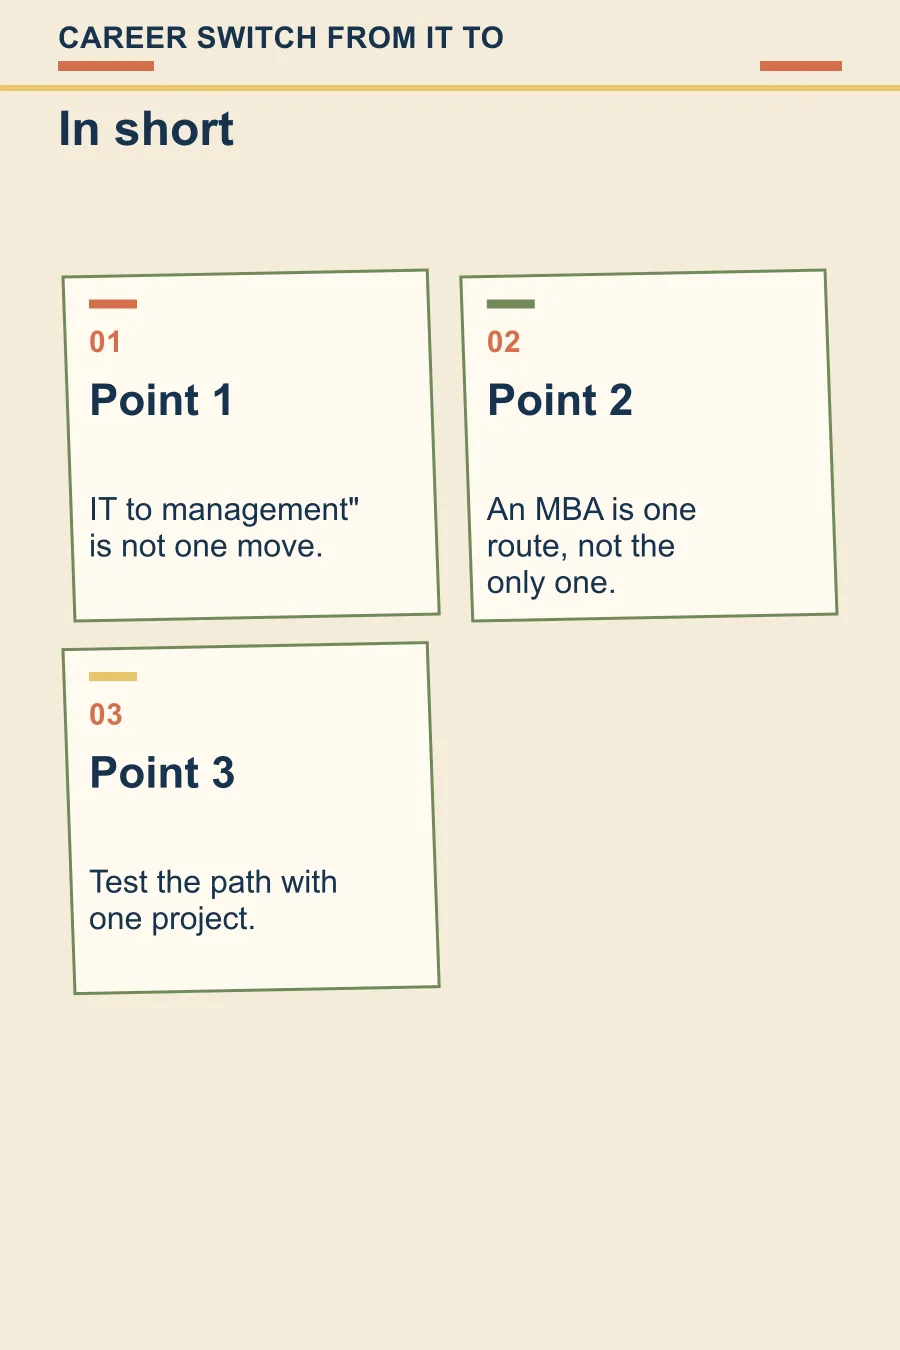 CAREER SWITCH FROM IT TO
In short
01
Point 1
IT to management"
is not one move.
02
Point 2
An MBA is one
route, not the
only one.
03
Point 3
Test the path with
one project.